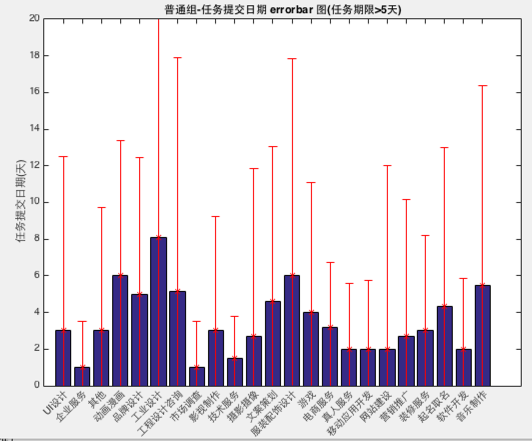 普通组-任务提交日期 errorbar 图(任务期限>5天)
任务提交日期(天)
20
18
16
14
12
10
8
6
4
2
0
UI设计
企业服务
其他
动画漫画
品牌设计
工业设计
工程设计咨询
市场调查
影视制作
技术服务
摄影摄像
文案策划
服装配饰设计
游戏
电商服务
真人服务
移动应用开发
网站建设
营销推广
装修服务
起名取名
软件开发
音乐制作